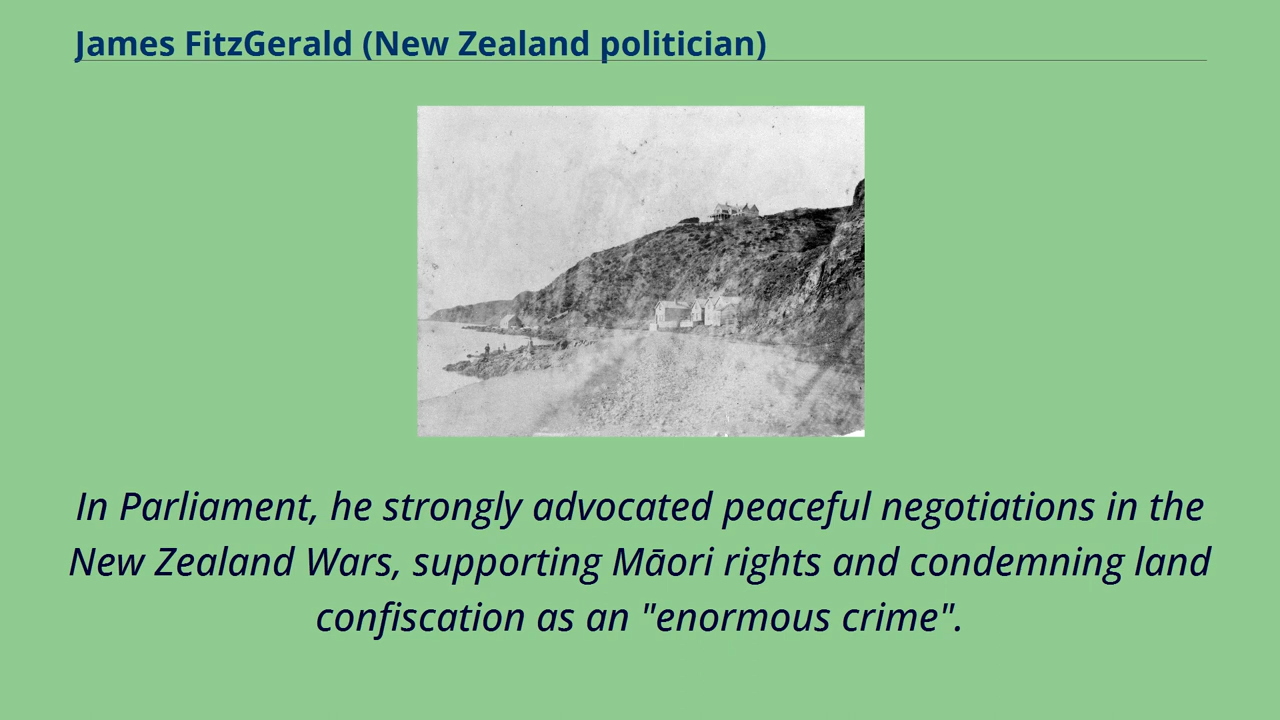 James FitzGerald (New Zealand politician)
In Parliament, he strongly advocated peaceful negotiations in the
New Zealand Wars, supporting Māori rights and condemning land
confiscation as an "enormous crime".